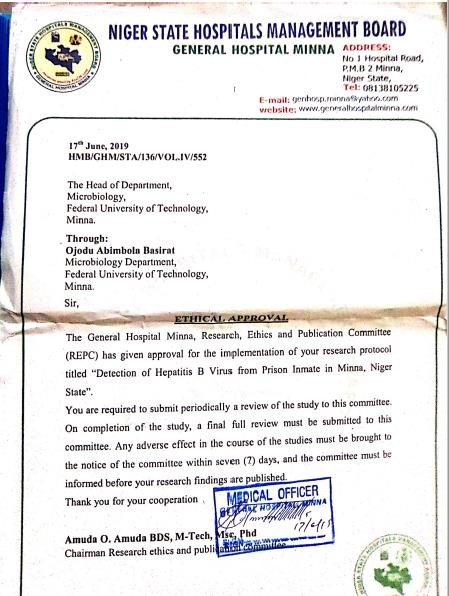 NIGER STATE HOSPITALS MANAGEMENT BOARD
GENERAL HOSPITAL MINNA
ADDRESS:
No 1 Hospital Road,
P.M.B 2 Minna,
Niger State,
Tel: 08138105225
E-mail: genhosp.minna@yahoo.com
website: www.generalhospitalminna.com
17th June, 2019
HMB/GHM/STA/136/VOL.IV/552
The Head of Department,
Microbiology,
Federal University of Technology,
Minna.
Through:
Ojodu Abimbola Basirat
Microbiology Department,
Federal University of Technology,
Minna.
Sir,
ETHICAL APPROVAL
The General Hospital Minna, Research, Ethics and Publication Committee
(REPC) has given approval for the implementation of your research protocol
titled “Detection of Hepatitis B Virus from Prison Inmate in Minna, Niger
State”.
You are required to submit periodically a review of the study to this committee.
On completion of the study, a final full review must be submitted to this
committee. Any adverse effect in the course of the studies must be brought to
the notice of the committee within seven (7) days, and the committee must be
informed before your research findings are published.
Thank you for your cooperation
MEDICAL OFFICER
GENERAL HOSPITAL MINNA
Amuda O. Amuda BDS, M-Tech, Msc, Phd
Chairman Research ethics and publication committee